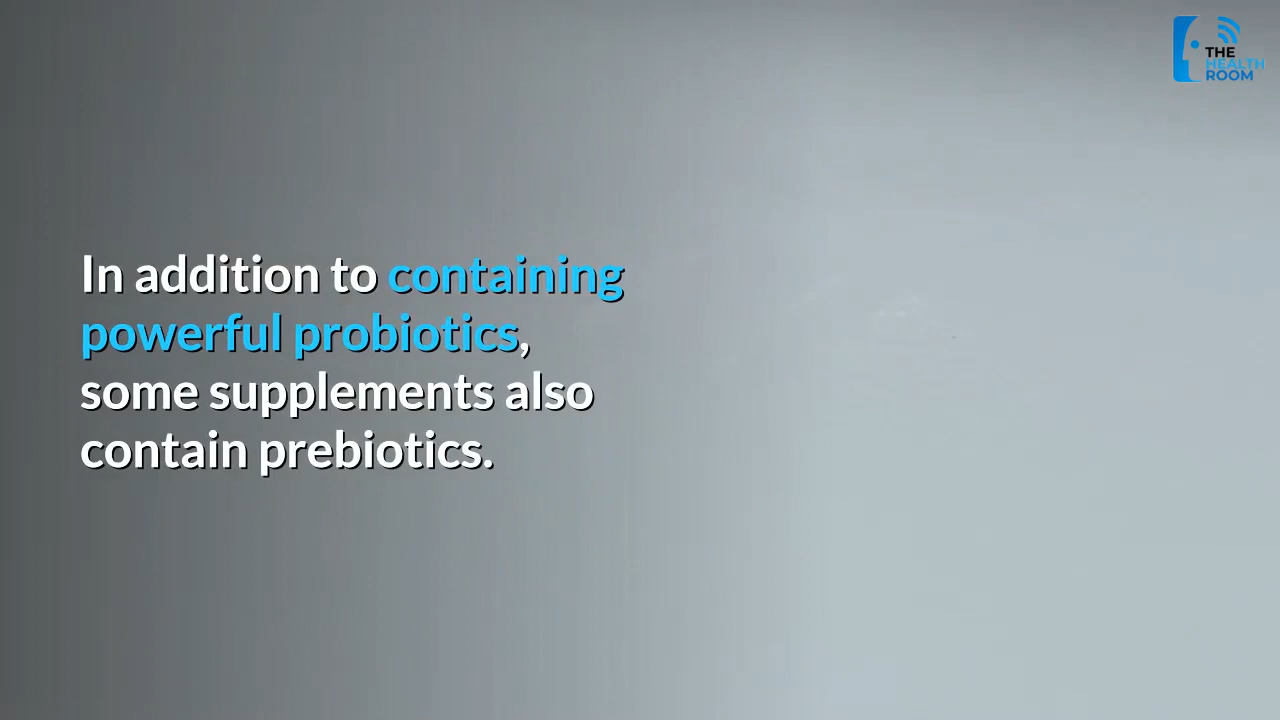 THE
HEALTH
ROOM
In addition to containing
powerful probiotics,
some supplements also
contain prebiotics.